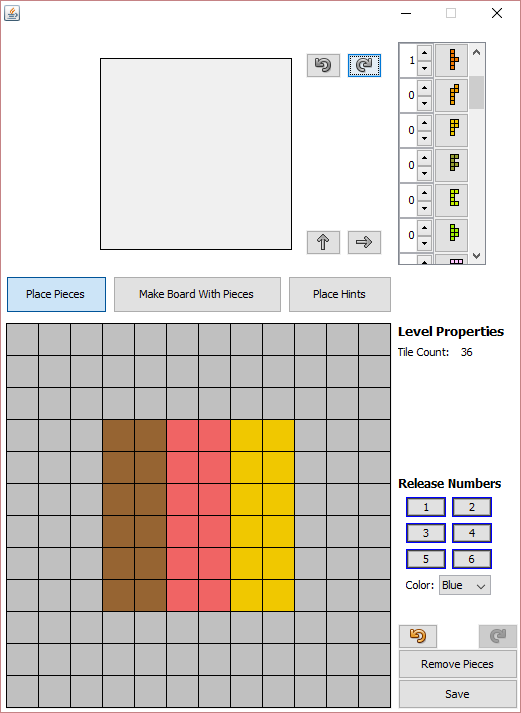 1
0
0
0
0
0
Place Pieces
Make Board With Pieces
Place Hints
Level Properties
Tile Count: 36
Release Numbers
1 2
3 4
5 6
Color: Blue
Remove Pieces
Save